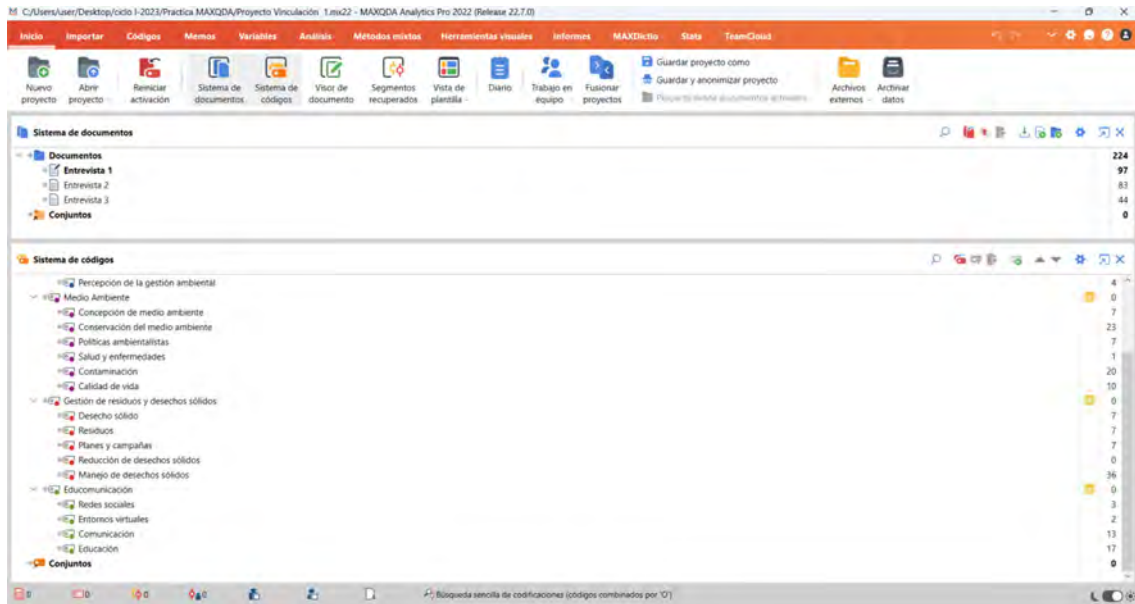 C:/Users/user/Desktop/ciclo I-2023/Practica MAXQDA/Proyecto Vinculación 1.mx22 - MAXQDA Analytics Pro 2022 (Release 22.7.0)
Inicio Importar Códigos Memos Variables Análisis Métodos mixtos Herramientas visuales Informes MAXDictio Stats TeamCloud
Nuevo proyecto
Abrir proyecto
Reiniciar activación
Sistema de documentos
Sistema de códigos
Visor de documento
Segmentos recuperados
Vista de plantilla
Diario
Trabajo en equipo
Fusionar proyectos
Guardar proyecto como
Guardar y anonimizar proyecto
Archivos externos
Archivar datos
Sistema de documentos
Documentos 224
Entrevista 1 97
Entrevista 2 83
Entrevista 3 44
Conjuntos 0
Sistema de códigos
Percepción de la gestión ambiental 4
Medio Ambiente 0
Concepción de medio ambiente 7
Conservación del medio ambiente 23
Políticas ambientalistas 7
Salud y enfermedades 1
Contaminación 20
Calidad de vida 10
Gestión de residuos y desechos sólidos 0
Desecho sólido 7
Residuos 7
Planes y campañas 7
Reducción de desechos sólidos 0
Manejo de desechos sólidos 36
Educomunicación 0
Redes sociales 3
Entornos virtuales 2
Comunicación 13
Educación 17
Conjuntos 0
0 0 0 0 Búsqueda sencilla de codificaciones (códigos combinados por 'O')